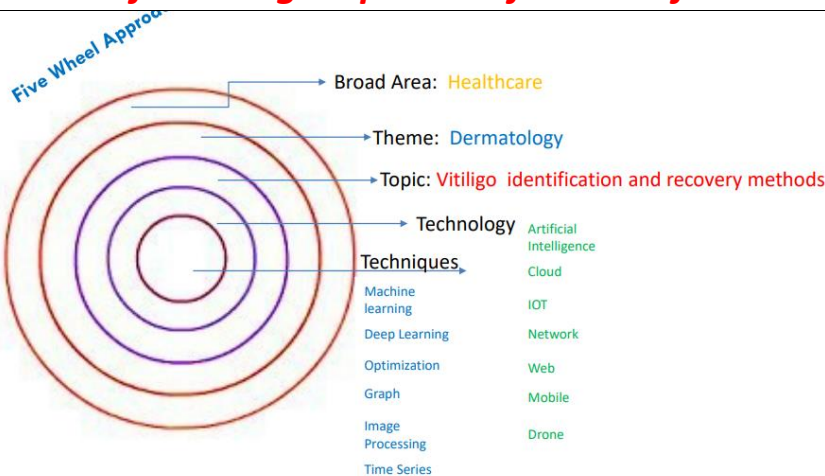 Five Wheel
Broad Area: Healthcare
Theme: Dermatology
Topic: Vitiligo identification and recovery methods
Technology
Artificial
Intelligence
Cloud
IOT
Network
Web
Mobile
Drone
Techniques
Machine
learning
Deep Learning
Optimization
Graph
Image
Processing
Time Series